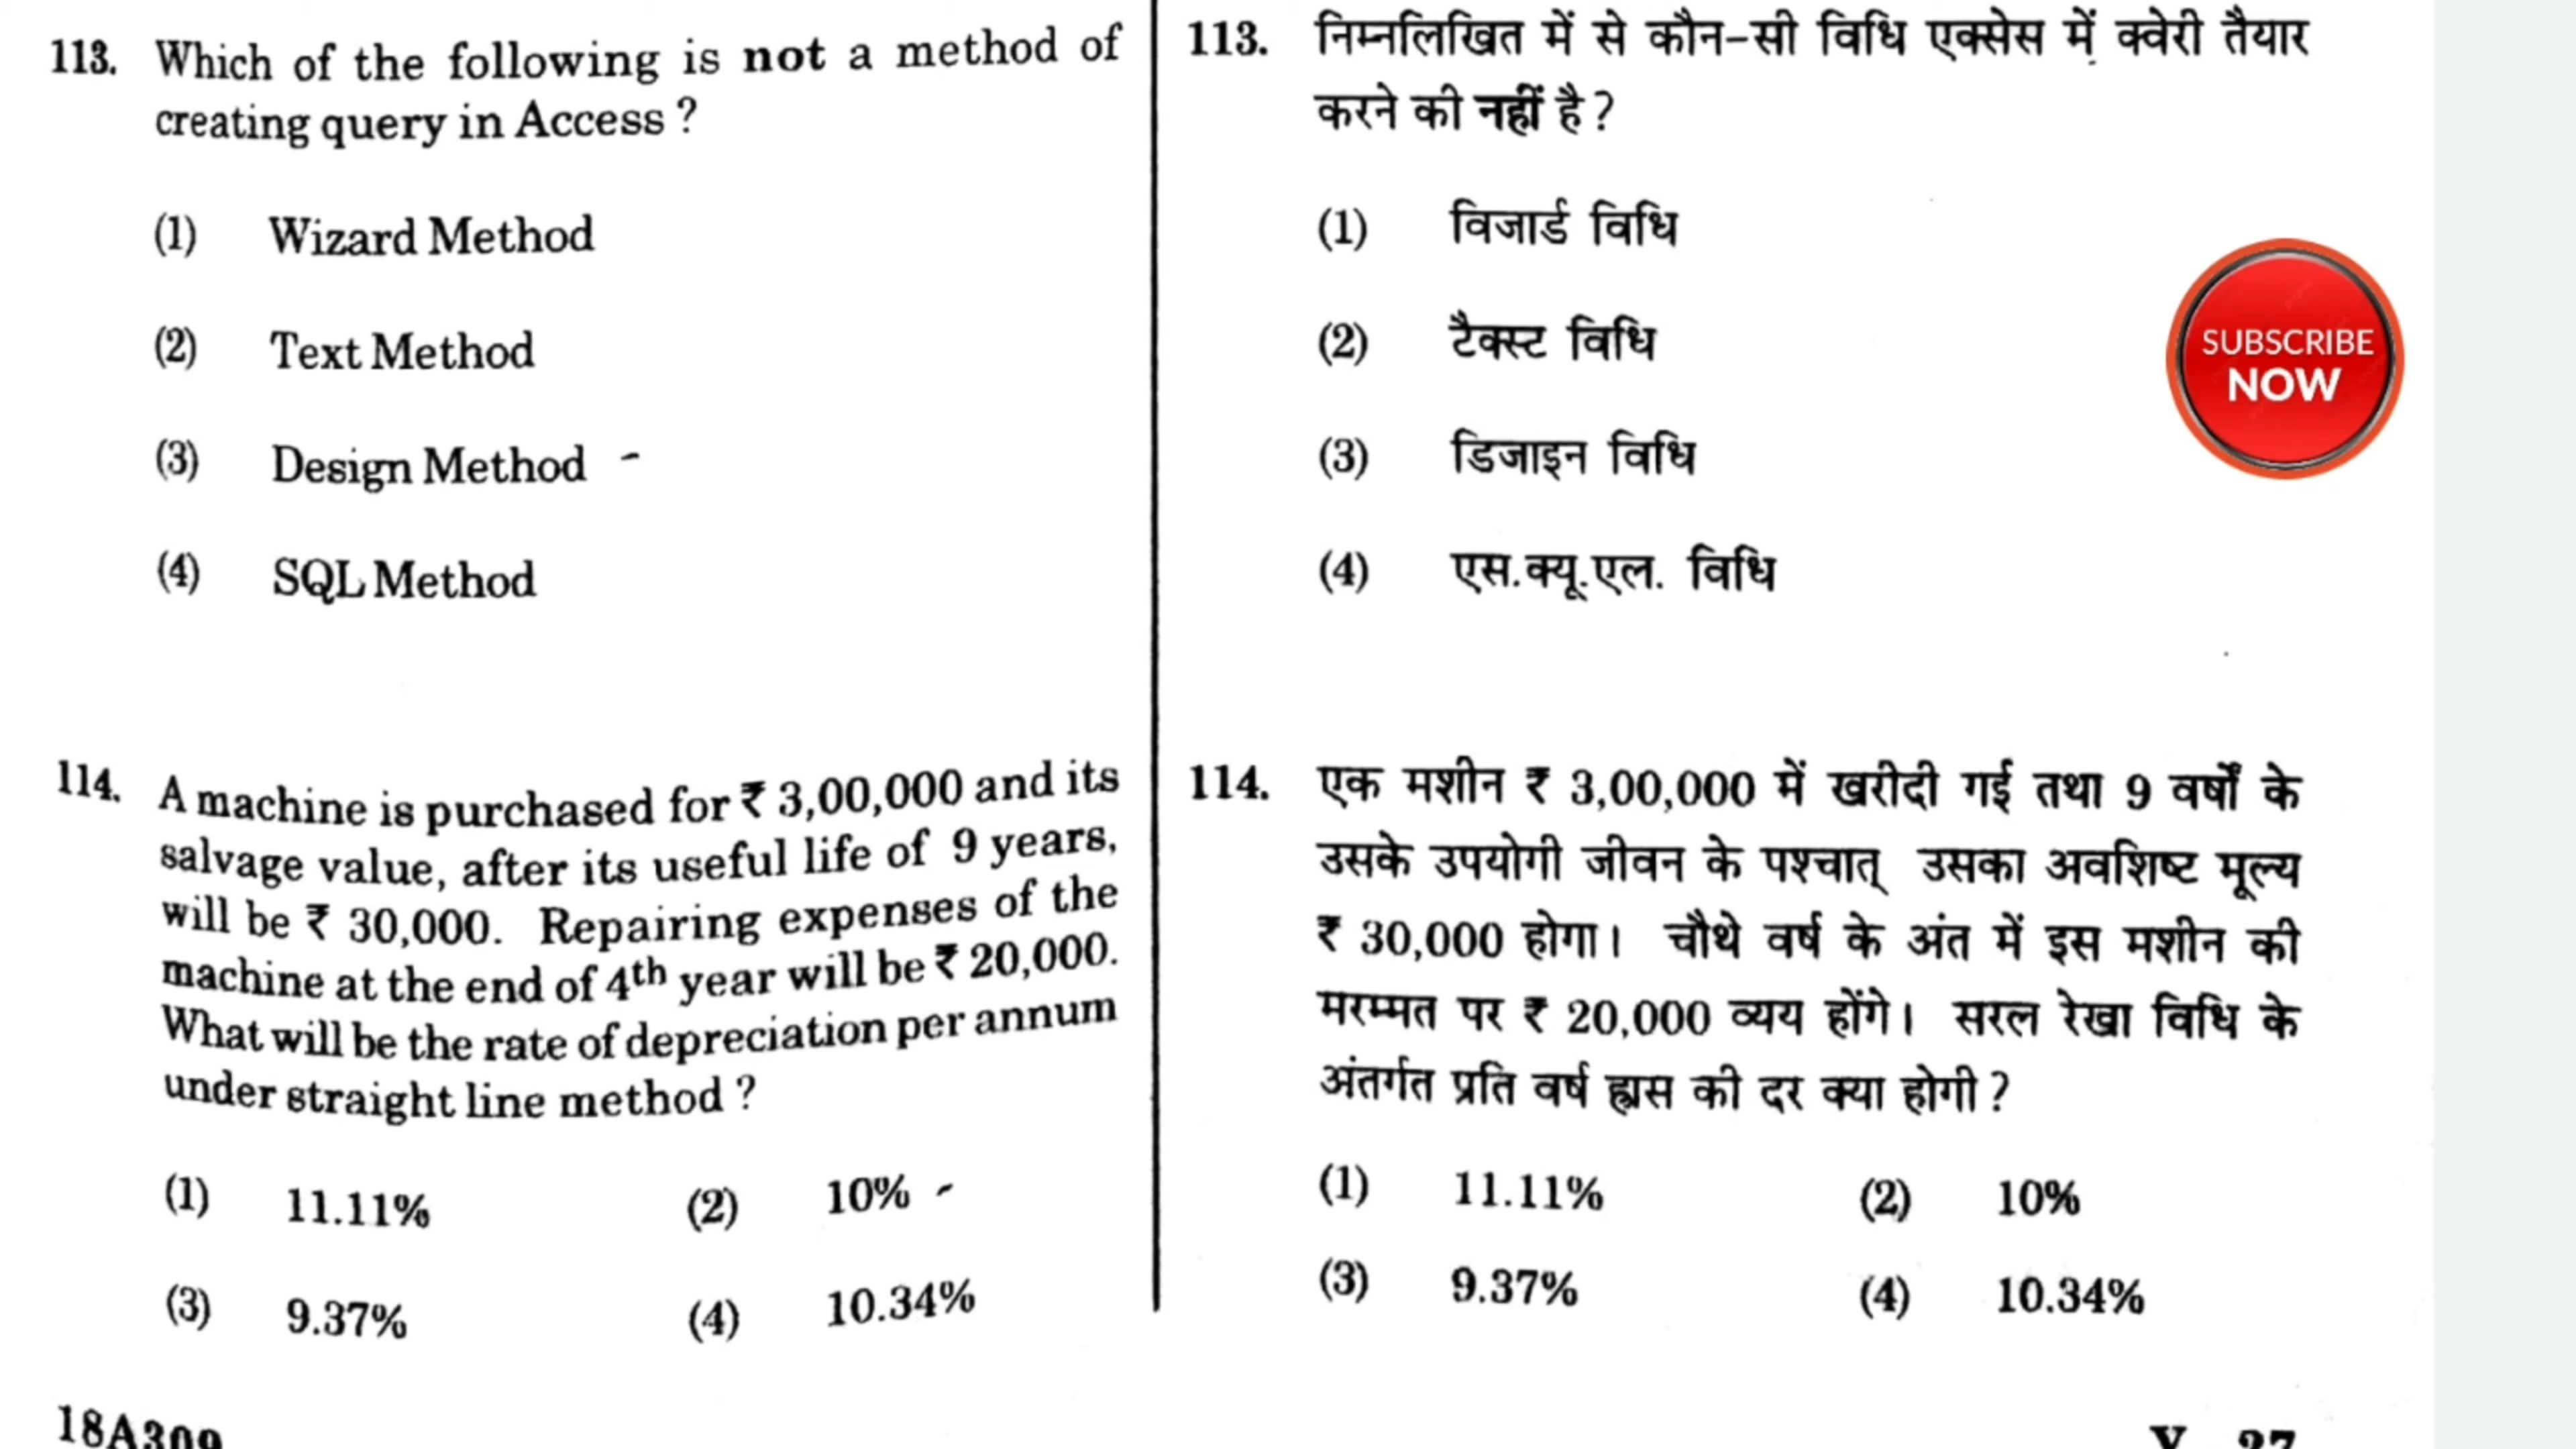 113. Which of the following is not a method of
creating query in Access ?
(1) Wizard Method
(2) Text Method
(3) Design Method
(4) SQL Method
114. A machine is purchased for ₹ 3,00,000 and its
salvage value, after its useful life of 9 years,
will be ₹ 30,000. Repairing expenses of the
machine at the end of 4th year will be ₹ 20,000.
What will be the rate of depreciation per annum
under straight line method ?
(1) 11.11% (2) 10%
(3) 9.37% (4) 10.34%
18A309
113. निम्नलिखित में से कौन-सी विधि एक्सेस में क्वेरी तैयार
करने की नहीं है ?
(1) विजार्ड विधि
(2) टैक्स्ट विधि
(3) डिजाइन विधि
(4) एस.क्यू.एल. विधि
114. एक मशीन ₹ 3,00,000 में खरीदी गई तथा 9 वर्षों के
उसके उपयोगी जीवन के पश्चात् उसका अवशिष्ट मूल्य
₹ 30,000 होगा। चौथे वर्ष के अंत में इस मशीन की
मरम्मत पर ₹ 20,000 व्यय होंगे। सरल रेखा विधि के
अंतर्गत प्रति वर्ष ह्रास की दर क्या होगी ?
(1) 11.11% (2) 10%
(3) 9.37% (4) 10.34%
SUBSCRIBE
NOW